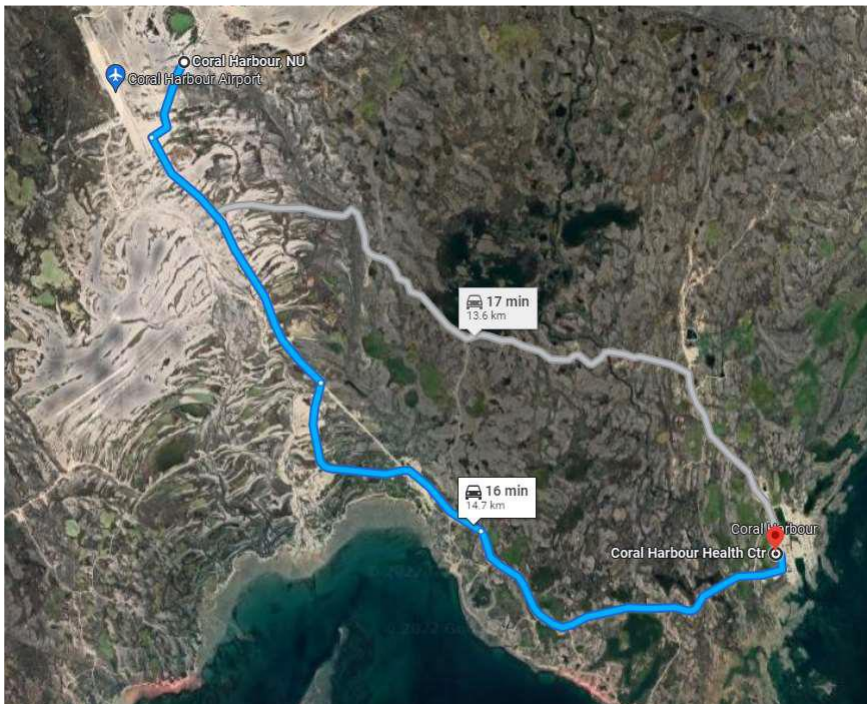 Coral Harbour, NU
Coral Harbour Airport
17 min
13.6 km
16 min
14.7 km
Coral Harbour
Coral Harbour Health Ctr